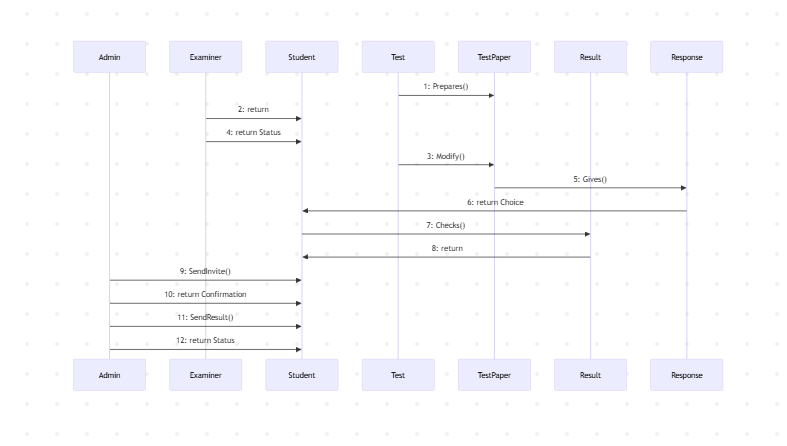 Admin
Examiner
Student
Test
TestPaper
Result
Response
1: Prepares()
2: return
4: return Status
3: Modify()
5: Gives()
6: return Choice
7: Checks()
8: return
9: SendInvite()
10: return Confirmation
11: SendResult()
12: return Status
Admin
Examiner
Student
Test
TestPaper
Result
Response